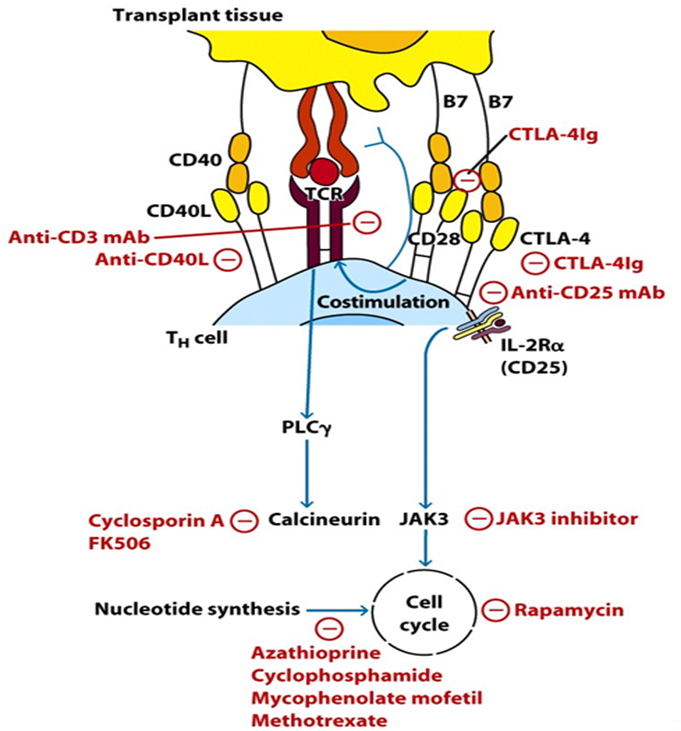 Transplant tissue
B7
B7
CTLA-4Ig
CD40
TCR
CD40L
Anti-CD3 mAb
CD28
CTLA-4
Anti-CD40L
CTLA-4Ig
Costimulation
Anti-CD25 mAb
TH cell
IL-2Rα
(CD25)
PLCγ
Cyclosporin A
FK506
Calcineurin
JAK3
JAK3 inhibitor
Nucleotide synthesis
Cell
cycle
Rapamycin
Azathioprine
Cyclophosphamide
Mycophenolate mofetil
Methotrexate